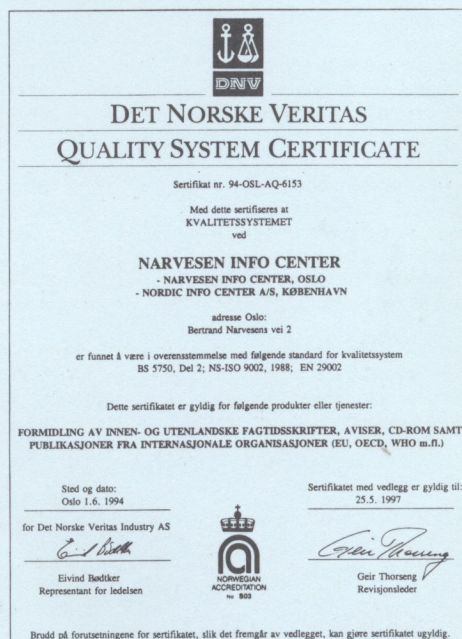 DNV
DET NORSKE VERITAS
QUALITY SYSTEM CERTIFICATE
Sertifikat nr. 94-OSL-AQ-6153
Med dette sertifiseres at
KVALITETSSYSTEMET
ved
NARVESEN INFO CENTER
- NARVESEN INFO CENTER, OSLO
- NORDIC INFO CENTER A/S, KØBENHAVN
adresse Oslo:
Bertrand Narvesens vei 2
er funnet å være i overensstemmelse med følgende standard for kvalitetssystem
BS 5750, Del 2; NS-ISO 9002, 1988; EN 29002
Dette sertifikatet er gyldig for følgende produkter eller tjenester:
FORMIDLING AV INNEN- OG UTENLANDSKE FAGTIDSSKRIFTER, AVISER, CD-ROM SAMT
PUBLIKASJONER FRA INTERNASJONALE ORGANISASJONER (EU, OECD, WHO m.fl.)
Sted og dato:
Oslo 1.6. 1994
for Det Norske Veritas Industry AS
Eivind Bødtker
Representant for ledelsen
NORWEGIAN
ACCREDITATION
No S03
Sertifikatet med vedlegg er gyldig til:
25.5. 1997
Geir Thorseng
Geir Thorseng
Revisjonsleder
Brudd på forutsetningene for sertifikatet, slik det fremgår av vedlegget, kan gjøre sertifikatet ugyldig.